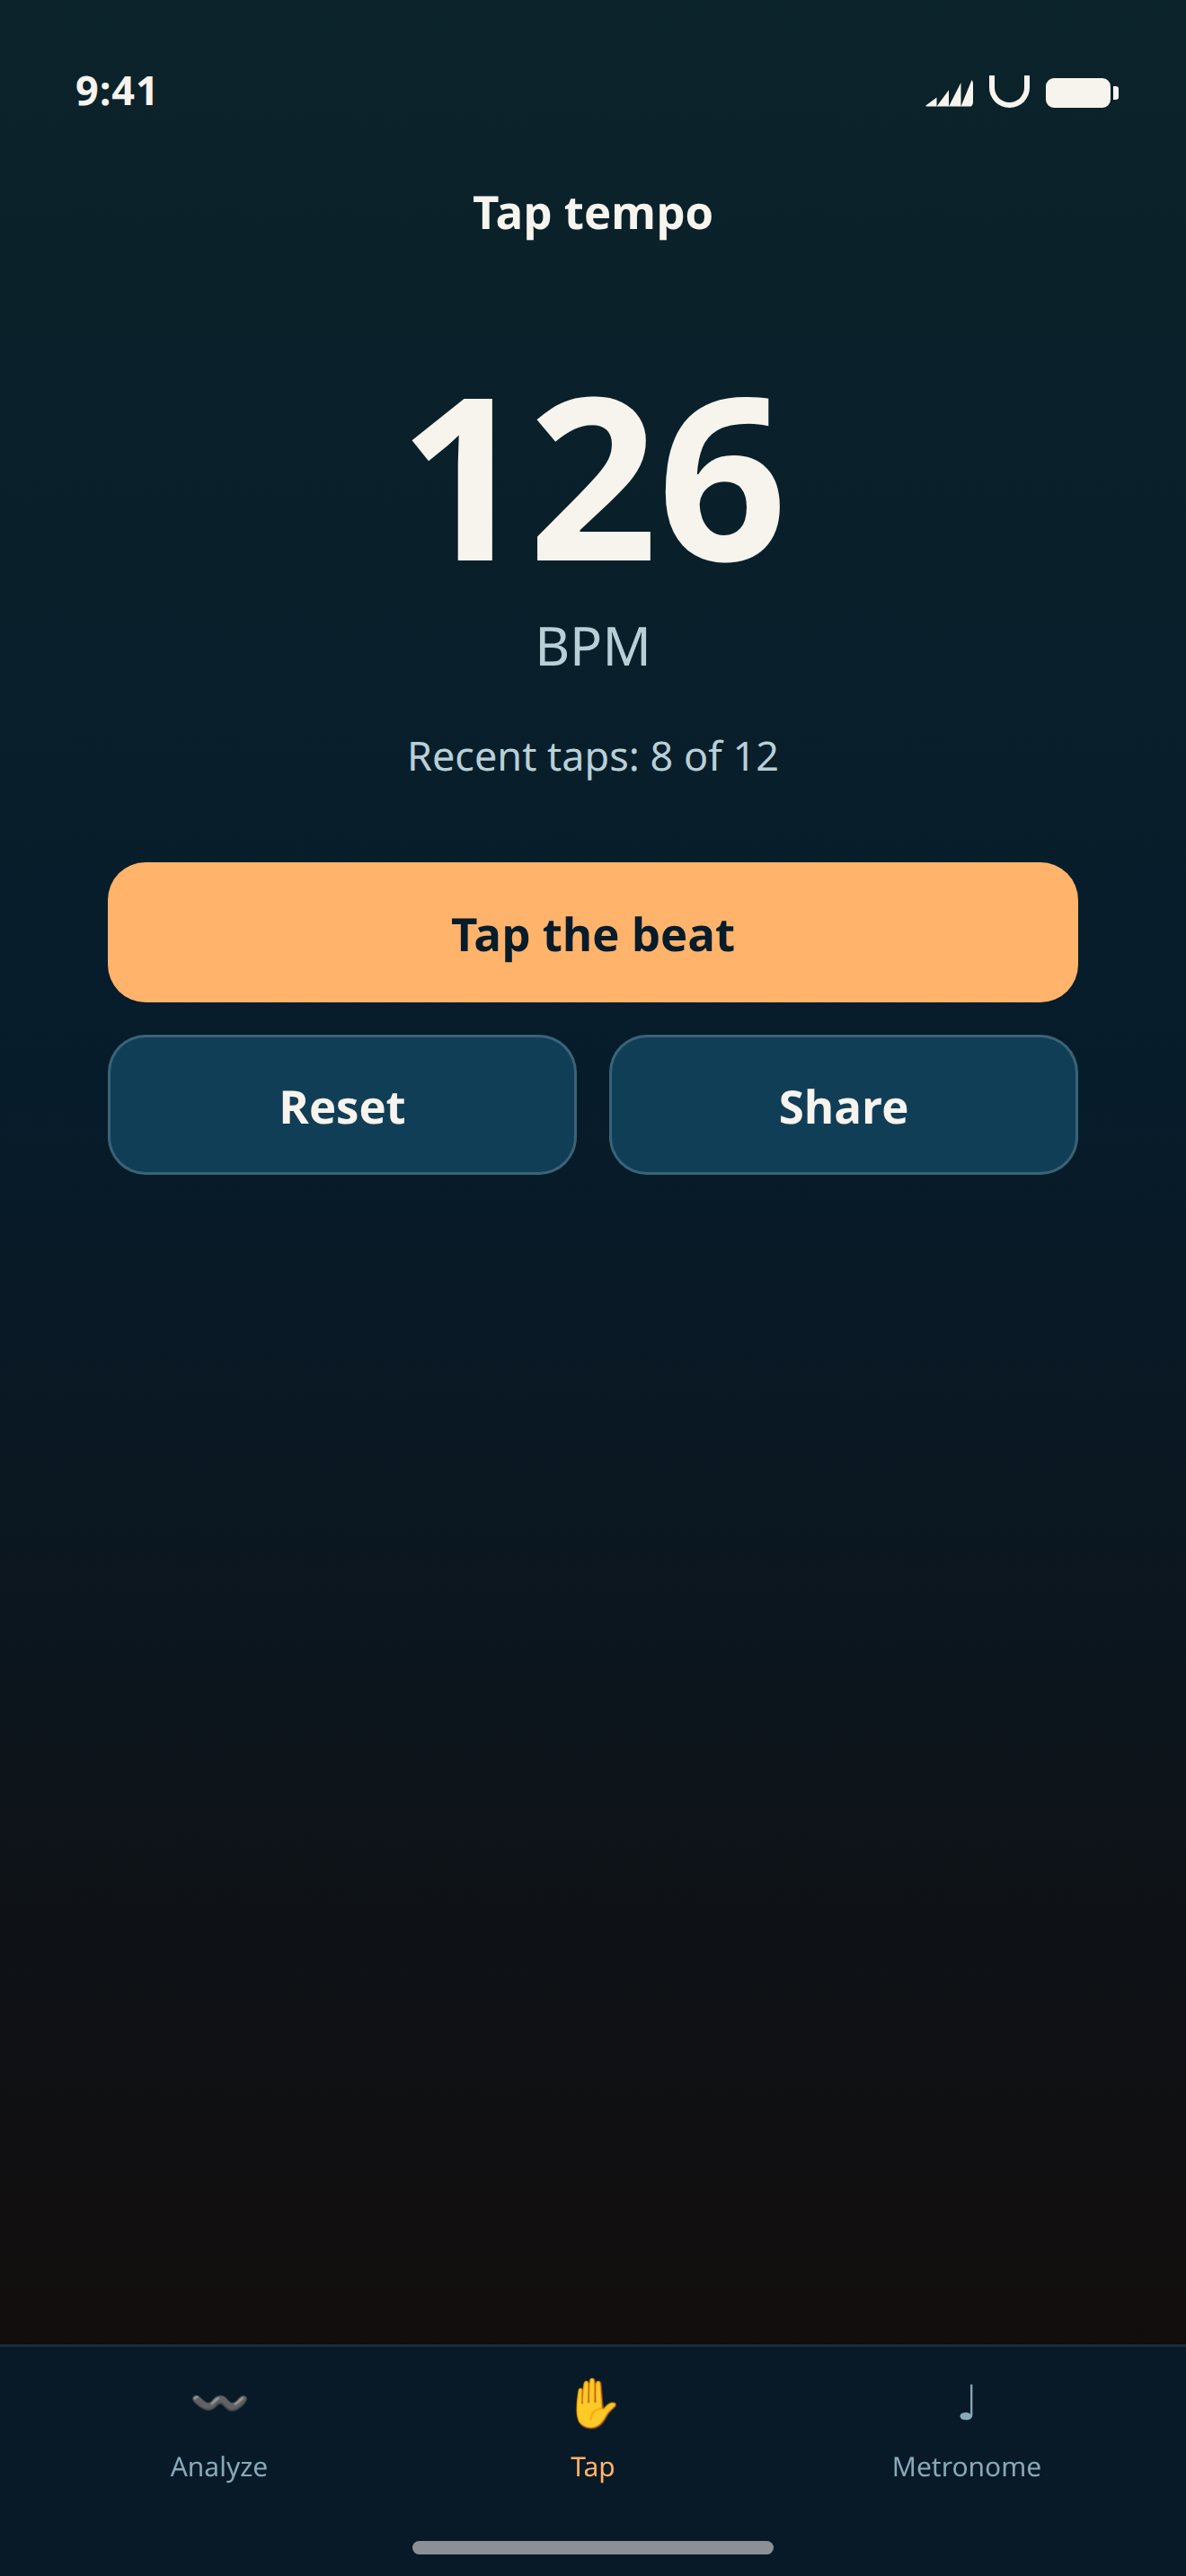 9:41
Tap tempo
126
BPM
Recent taps: 8 of 12
Tap the beat
Reset
Share
Analyze
Tap
Metronome